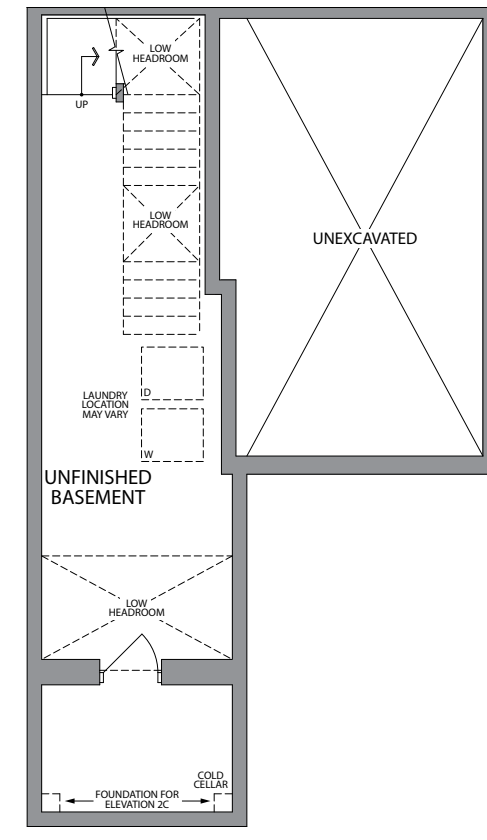 LOW
HEADROOM
UP
LOW
HEADROOM
UNEXCAVATED
D
LAUNDRY
LOCATION
MAY VARY
W
UNFINISHED
BASEMENT
LOW
HEADROOM
COLD
CELLAR
FOUNDATION FOR
ELEVATION 2C